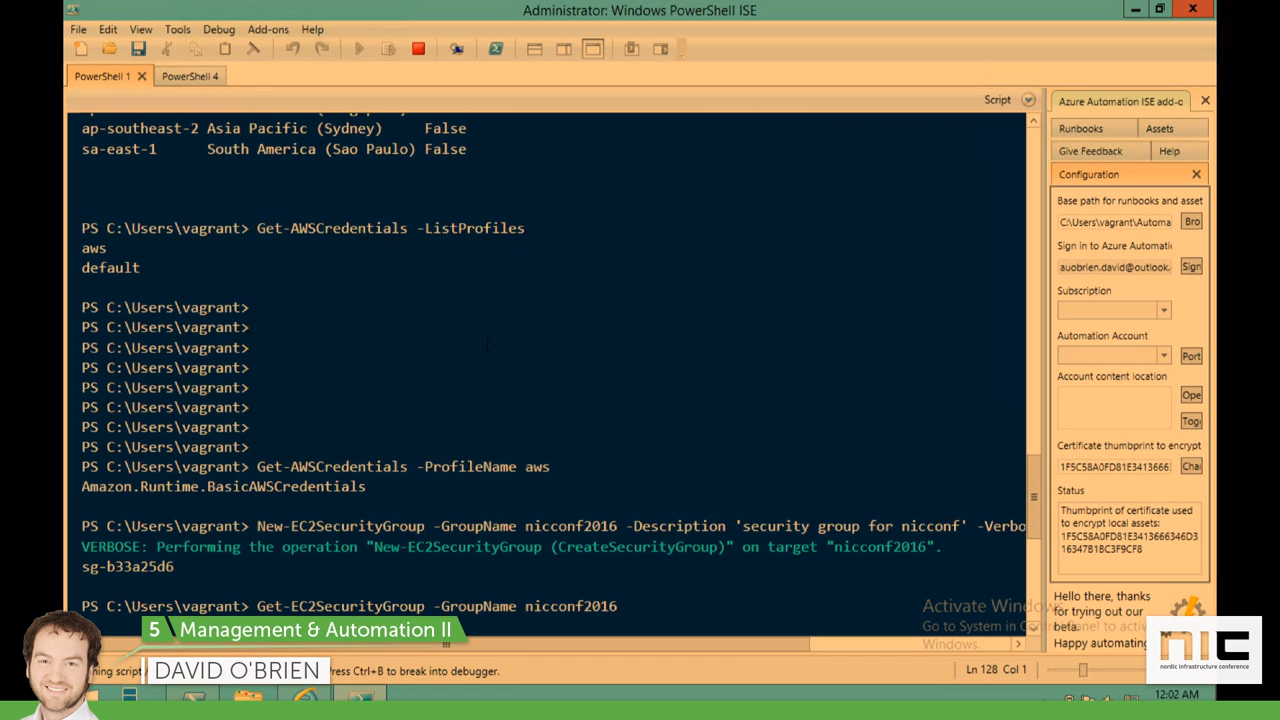 Administrator: Windows PowerShell ISE
File Edit View Tools Debug Add-ons Help
PowerShell 1 PowerShell 4
Script
ap-southeast-2 Asia Pacific (Sydney) False
sa-east-1 South America (Sao Paulo) False
PS C:\Users\vagrant> Get-AWSCredentials -ListProfiles
aws
default
PS C:\Users\vagrant>
PS C:\Users\vagrant>
PS C:\Users\vagrant>
PS C:\Users\vagrant>
PS C:\Users\vagrant>
PS C:\Users\vagrant>
PS C:\Users\vagrant>
PS C:\Users\vagrant>
PS C:\Users\vagrant> Get-AWSCredentials -ProfileName aws
Amazon.Runtime.BasicAWSCredentials
PS C:\Users\vagrant> New-EC2SecurityGroup -GroupName nicconf2016 -Description 'security group for nicconf' -Verbo
VERBOSE: Performing the operation "New-EC2SecurityGroup (CreateSecurityGroup)" on target "nicconf2016".
sg-b33a25d6
PS C:\Users\vagrant> Get-EC2SecurityGroup -GroupName nicconf2016
Azure Automation ISE add-o
Runbooks Assets
Give Feedback Help
Configuration
Base path for runbooks and asset
C:\Users\vagrant\Automa Bro
Sign in to Azure Automati
auobrien.david@outlook. Sign
Subscription
Automation Account
Port
Account content location
Ope
Tog
Certificate thumbprint to encrypt
1F5C58A0FD81E3413666: Cha
Status
Thumbprint of certificate used
to encrypt local assets:
1F5C58A0FD81E3413666346D3
16347B1BC3F9CF8
Hello there, thanks
for trying out our
beta.
Happy automating
Activate Windows
Go to System in Control Panel to activ
Windows.
5 Management & Automation II
DAVID O'BRIEN
ning script
Press Ctrl+B to break into debugger.
Ln 128 Col 1
12:02 AM
NIC
nordic infrastructure conference